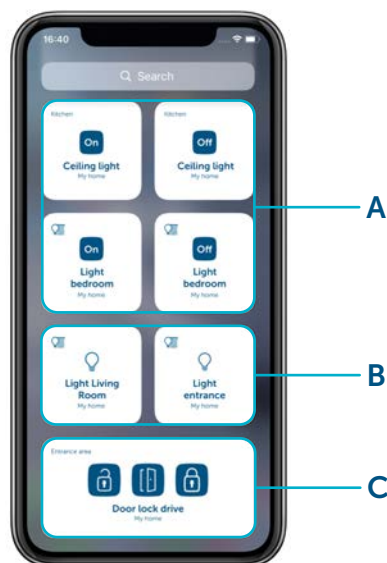 16:40
Search
Kitchen
Kitchen
On
Off
Ceiling light
Ceiling light
My home
My home
A
On
Off
Light
bedroom
Light
bedroom
My home
My home
Light Living
Room
Light
entrance
My home
My home
B
Entrance area
Door lock drive
My home
C